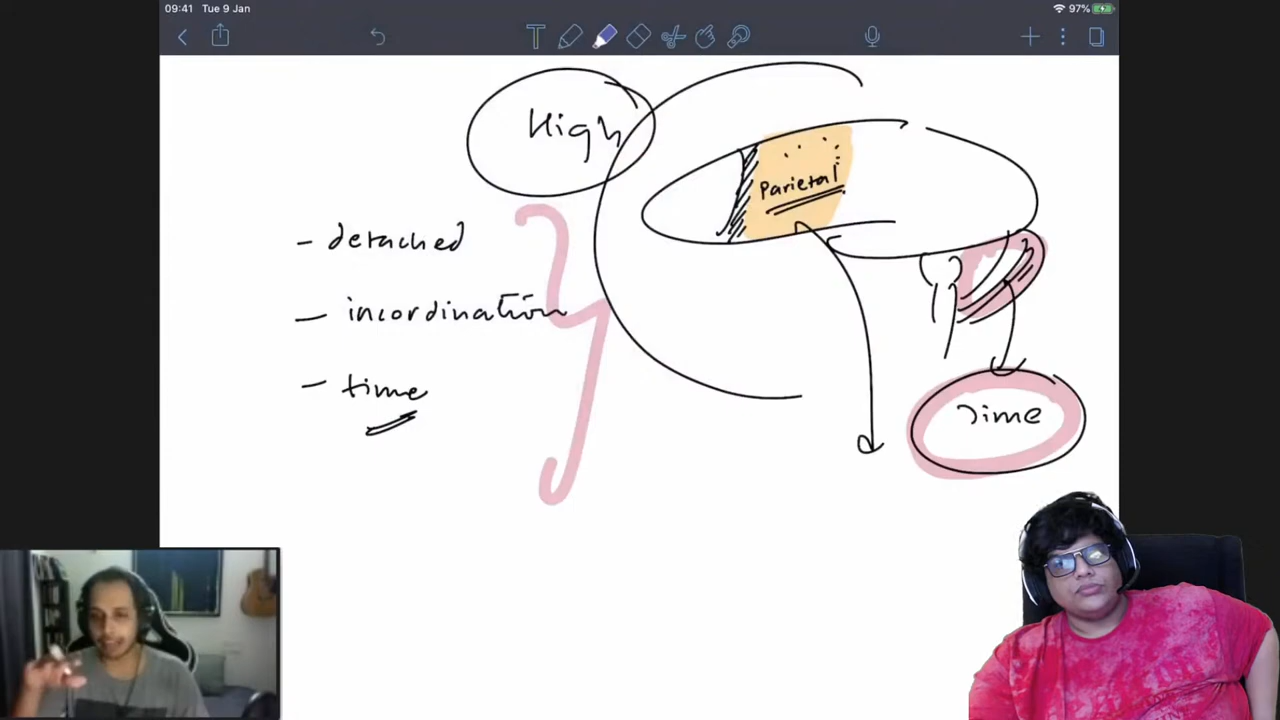 09:41 Tue 9 Jan
97%
T
High
Parietal
- detached
- incordination
- time
Time